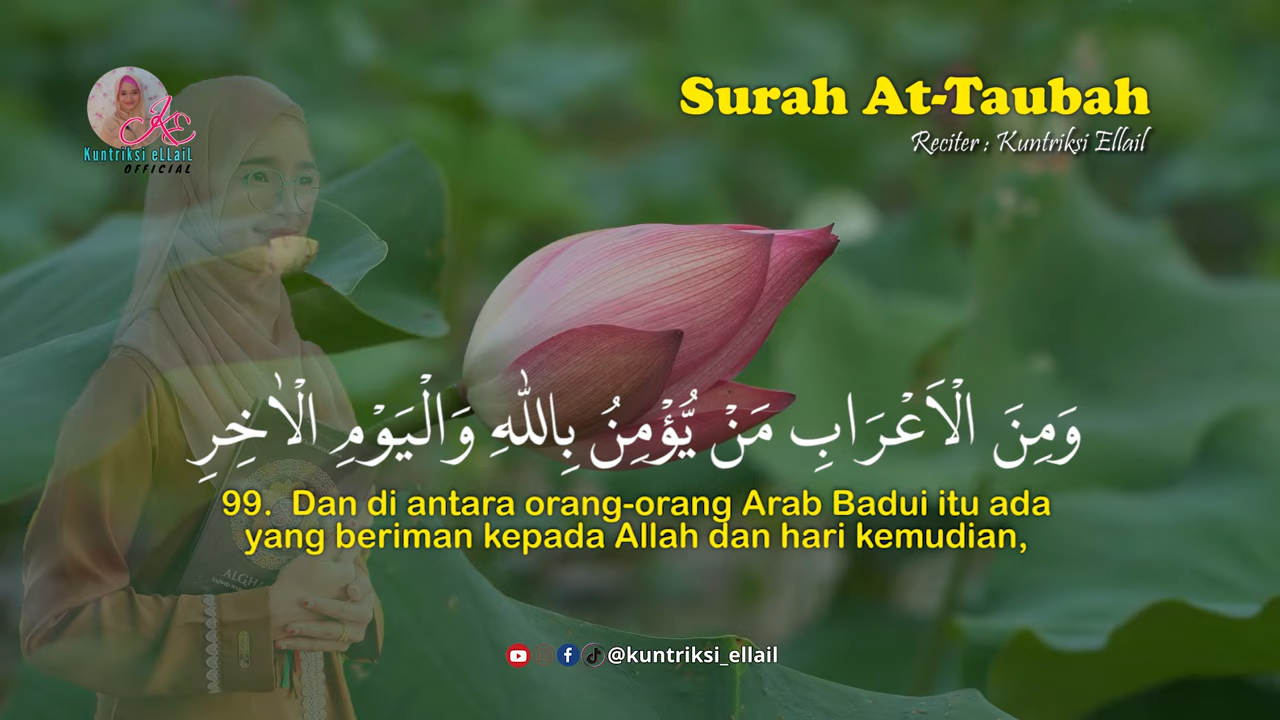 Surah At-Taubah
Reciter : Kuntriksi Ellail
KE
Kuntriksi eLLaiL
OFFICIAL
وَمِنَ الْاَعْرَابِ مَنْ يُّؤْمِنُ بِاللّٰهِ وَالْيَوْمِ الْاٰخِرِ
99. Dan di antara orang-orang Arab Badui itu ada
yang beriman kepada Allah dan hari kemudian,
@kuntriksi_ellail